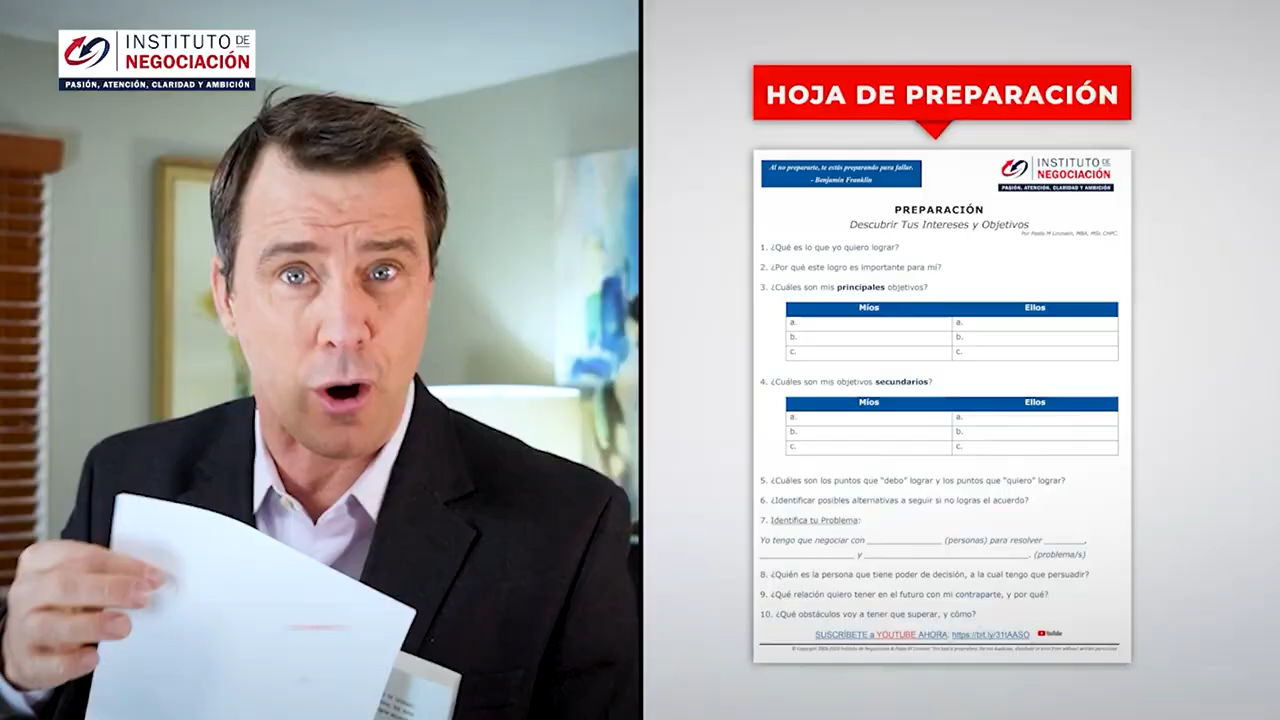 INSTITUTO DE
NEGOCIACIÓN
PASIÓN, ATENCIÓN, CLARIDAD Y AMBICIÓN
HOJA DE PREPARACIÓN
Al no prepararte, te estás preparando para fallar.
- Benjamin Franklin
INSTITUTO DE
NEGOCIACIÓN
PASIÓN, ATENCIÓN, CLARIDAD Y AMBICIÓN
PREPARACIÓN
Descubrir Tus Intereses y Objetivos
MBA, MSc CHPC.
1. ¿Qué es lo que yo quiero lograr?
2. ¿Por qué este logro es importante para mí?
3. ¿Cuáles son mis principales objetivos?
Míos Ellos
a. a.
b. b.
c. c.
4. ¿Cuáles son mis objetivos secundarios?
Míos Ellos
a. a.
b. b.
c. c.
5. ¿Cuáles son los puntos que "debo" lograr y los puntos que "quiero" lograr?
6. ¿Identificar posibles alternativas a seguir si no logras el acuerdo?
7. Identifica tu Problema:
Yo tengo que negociar con ______________ (personas) para resolver ________,
__________________ y ________________________________. (problema/s)
8. ¿Quién es la persona que tiene poder de decisión, a la cual tengo que persuadir?
9. ¿Qué relación quiero tener en el futuro con mi contraparte, y por qué?
10. ¿Qué obstáculos voy a tener que superar, y cómo?
SUSCRÍBETE a YOUTUBE AHORA: https://bit.ly/31tAASO YouTube